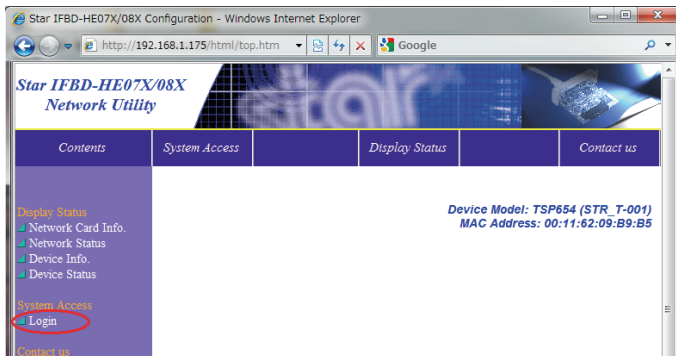 Star IFBD-HE07X/08X Configuration - Windows Internet Explorer
http://192.168.1.175/html/top.htm
Google
Star IFBD-HE07X/08X
Network Utility
star
Contents System Access Display Status Contact us
Device Model: TSP654 (STR_T-001)
MAC Address: 00:11:62:09:B9:B5
Display Status
Network Card Info.
Network Status
Device Info.
Device Status
System Access
Login
Contact us